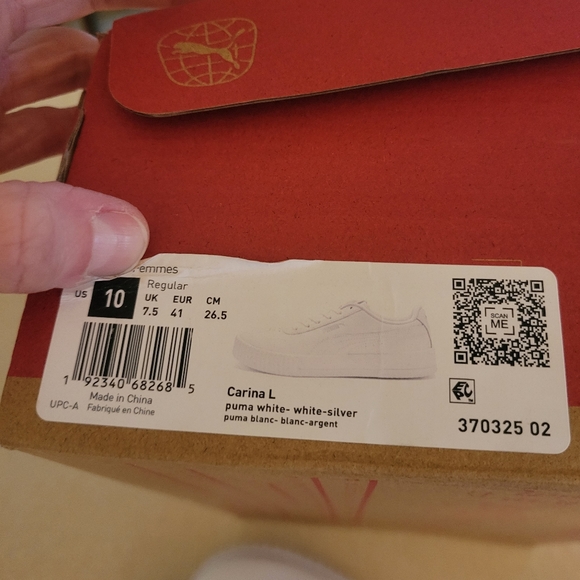 Femmes
Regular
US 10 UK EUR CM
7.5 41 26.5
1 92340 68268 5
UPC-A
Made in China
Fabriqué en Chine
Carina L
puma white- white-silver
puma blanc- blanc-argent
SCAN
ME
370325 02